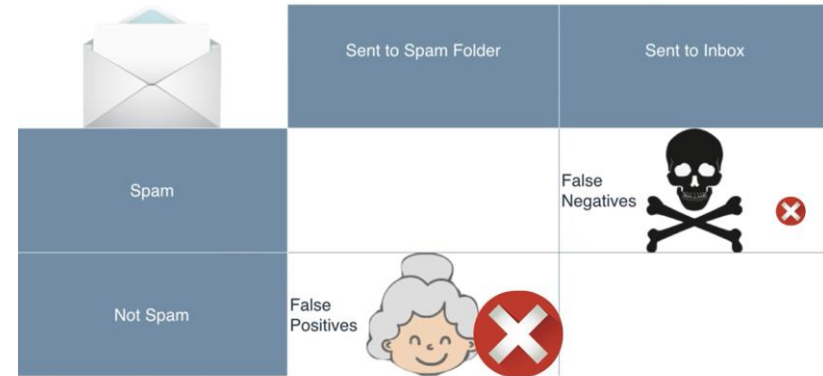 Sent to Spam Folder
Sent to Inbox
Spam
False
Negatives
Not Spam
False
Positives